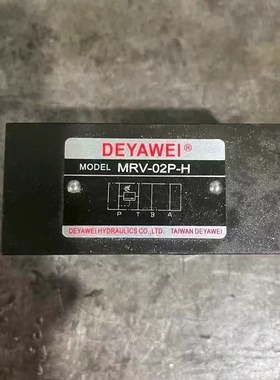 DEYAWEI®
MODEL MRV-02P-H
P T B A
DEYAWEI HYDRAULICS CO.,LTD. TAIWAN DEYAWEI